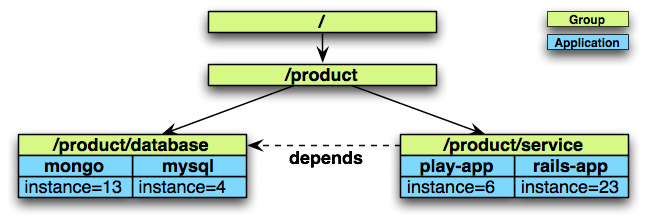 /
Group
Application
/product
/product/database
mongo mysql
instance=13 instance=4
depends
/product/service
play-app rails-app
instance=6 instance=23